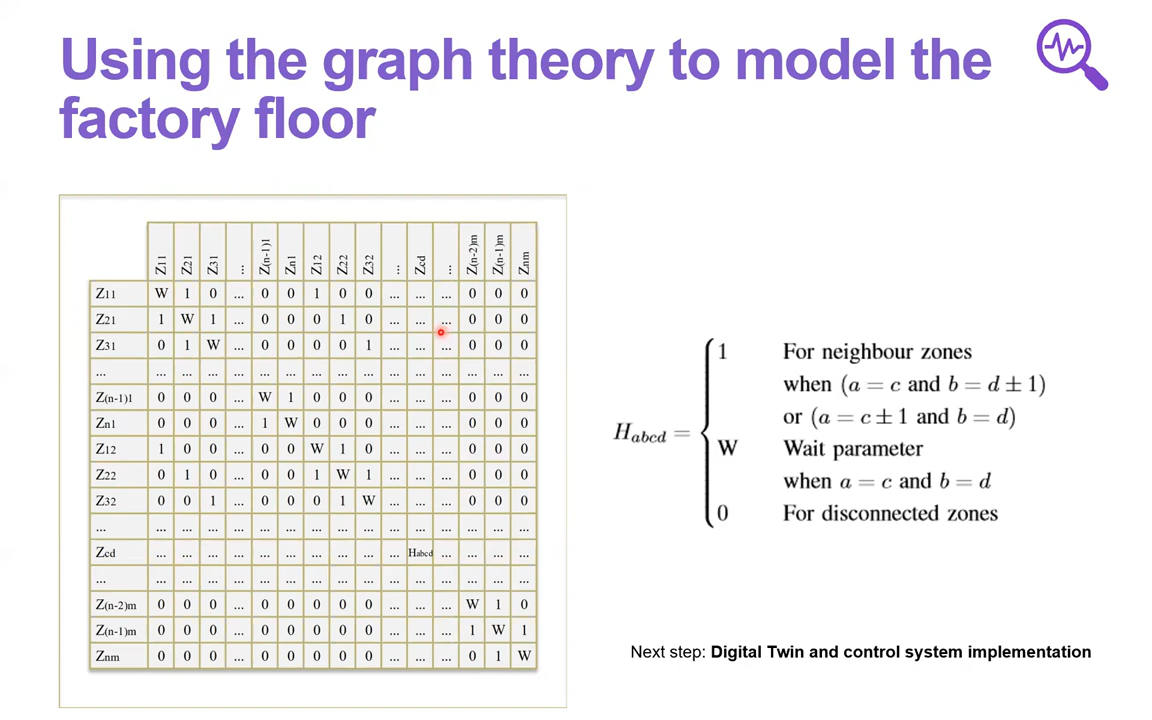 Using the graph theory to model the
factory floor
Z11 Z21 Z31 ... Z(n-1)1 Zn1 Z12 Z22 Z32 ... Zcd ... Z(n-2)m Z(n-1)m Znm
Z11 W 1 0 ... 0 0 1 0 0 ... ... ... 0 0 0
Z21 1 W 1 ... 0 0 0 1 0 ... ... ... 0 0 0
Z31 0 1 W ... 0 0 0 0 1 ... ... ... 0 0 0
... ... ... ... ... ... ... ... ... ... ... ... ... ... ... ...
Z(n-1)1 0 0 0 ... W 1 0 0 0 ... ... ... 0 0 0
Zn1 0 0 0 ... 1 W 0 0 0 ... ... ... 0 0 0
Z12 1 0 0 ... 0 0 W 1 0 ... ... ... 0 0 0
Z22 0 1 0 ... 0 0 1 W 1 ... ... ... 0 0 0
Z32 0 0 1 ... 0 0 0 1 W ... ... ... 0 0 0
... ... ... ... ... ... ... ... ... ... ... ... ... ... ... ...
Zcd ... ... ... ... ... ... ... ... ... ... Habcd ... ... ... ...
... ... ... ... ... ... ... ... ... ... ... ... ... ... ... ...
Z(n-2)m 0 0 0 ... 0 0 0 0 0 ... ... ... W 1 0
Z(n-1)m 0 0 0 ... 0 0 0 0 0 ... ... ... 1 W 1
Znm 0 0 0 ... 0 0 0 0 0 ... ... ... 0 1 W
1 For neighbour zones
when (a = c and b = d ± 1)
or (a = c ± 1 and b = d)
Habcd =
W Wait parameter
when a = c and b = d
0 For disconnected zones
Next step: Digital Twin and control system implementation